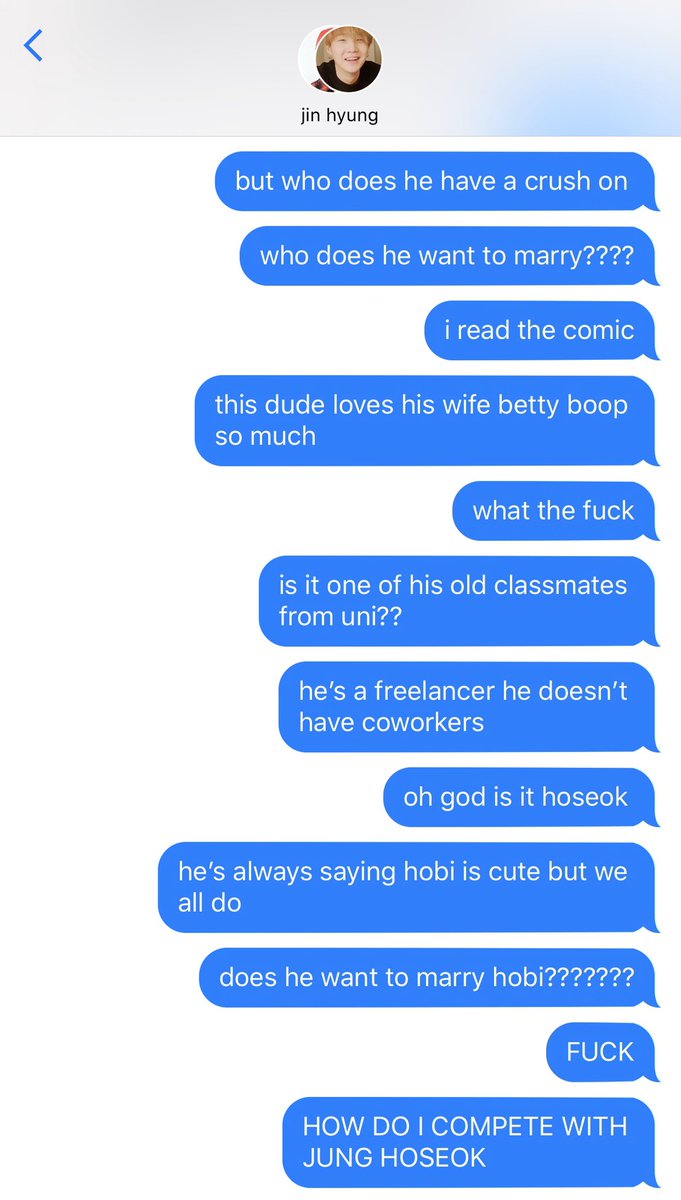 jin hyung
but who does he have a crush on
who does he want to marry????
i read the comic
this dude loves his wife betty boop
so much
what the fuck
is it one of his old classmates
from uni??
he’s a freelancer he doesn’t
have coworkers
oh god is it hoseok
he’s always saying hobi is cute but we
all do
does he want to marry hobi???????
FUCK
HOW DO I COMPETE WITH
JUNG HOSEOK